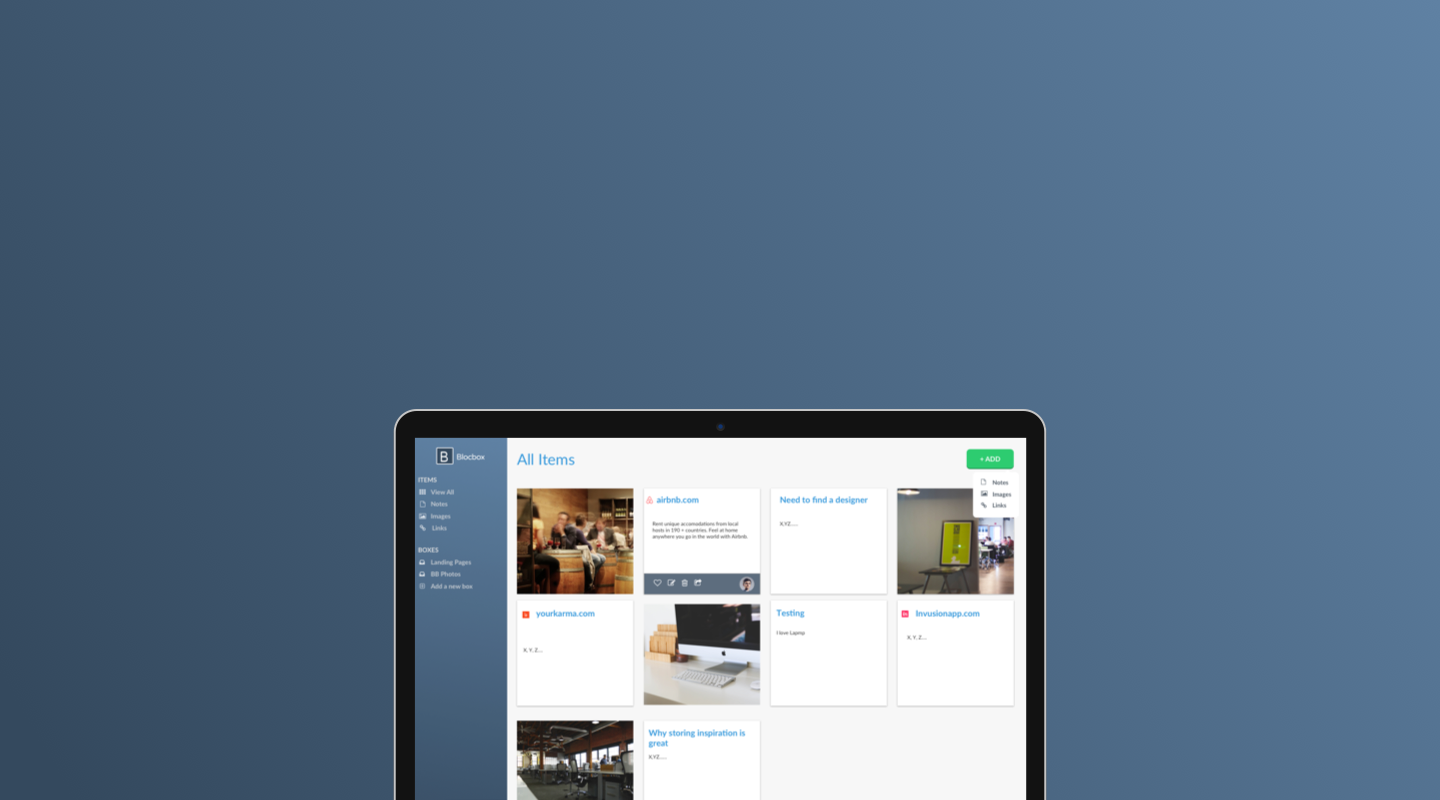 B Blocbox
ITEMS
View All
Notes
Images
Links
BOXES
Landing Pages
BB Photos
Add a new box
All Items
+ ADD
Notes
Images
Links
airbnb.com
Rent unique accomodations from local
hosts in 190 + countries. Feel at home
anywhere you go in the world with Airbnb.
Need to find a designer
X,YZ.....
yourkarma.com
X, Y, Z...
Testing
I love Laptop
Invusionapp.com
X, Y, Z...
Why storing inspiration is
great
X,YZ.....